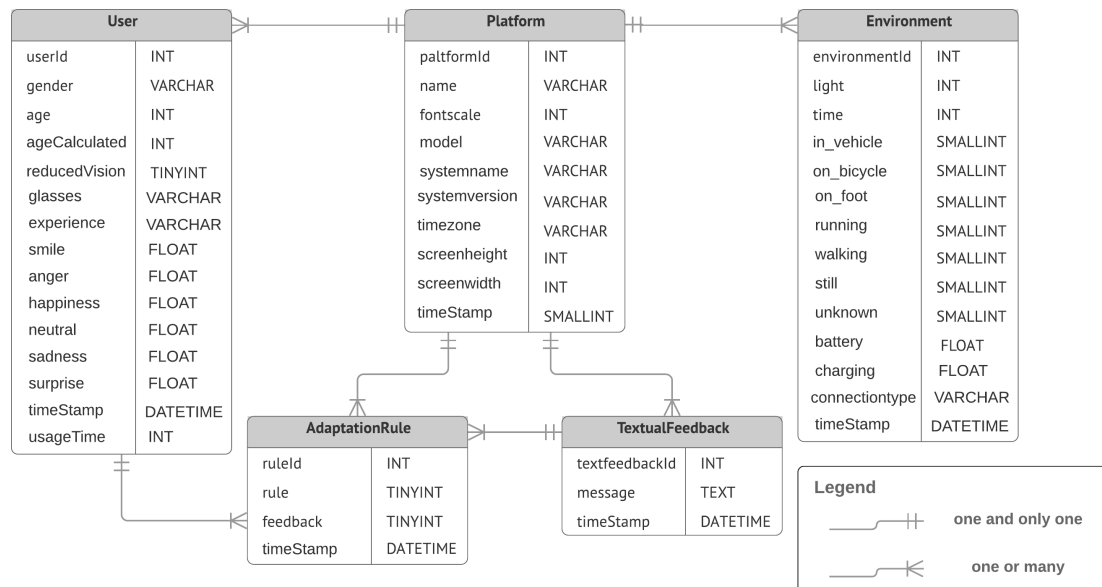 User
userId INT
gender VARCHAR
age INT
ageCalculated INT
reducedVision TINYINT
glasses VARCHAR
experience VARCHAR
smile FLOAT
anger FLOAT
happiness FLOAT
neutral FLOAT
sadness FLOAT
surprise FLOAT
timeStamp DATETIME
usageTime INT
Platform
paltformId INT
name VARCHAR
fontscale INT
model VARCHAR
systemname VARCHAR
systemversion VARCHAR
timezone VARCHAR
screenheight INT
screenwidth INT
timeStamp SMALLINT
Environment
environmentId INT
light INT
time INT
in_vehicle SMALLINT
on_bicycle SMALLINT
on_foot SMALLINT
running SMALLINT
walking SMALLINT
still SMALLINT
unknown SMALLINT
battery FLOAT
charging FLOAT
connectiontype VARCHAR
timeStamp DATETIME
AdaptationRule
ruleId INT
rule TINYINT
feedback TINYINT
timeStamp DATETIME
TextualFeedback
textfeedbackId INT
message TEXT
timeStamp DATETIME
Legend
one and only one
one or many